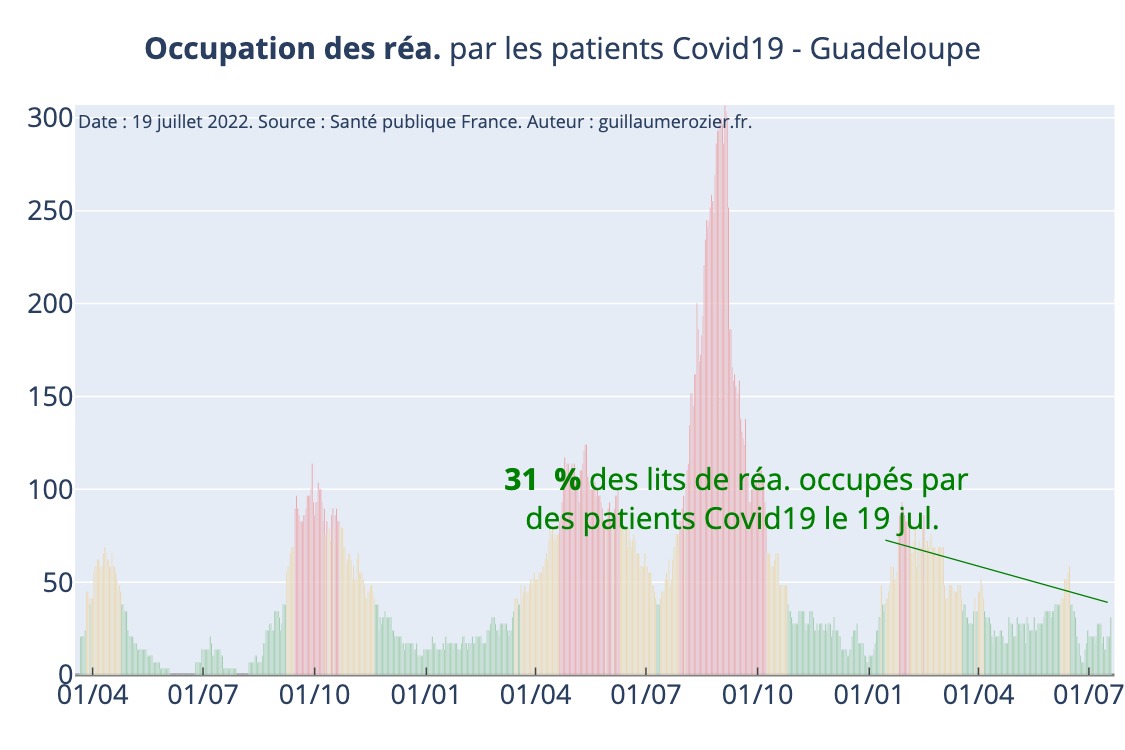 Occupation des réa. par les patients Covid19 - Guadeloupe
Date : 19 juillet 2022. Source : Santé publique France. Auteur : guillaumerozier.fr.
300
250
200
150
100
50
0
31 % des lits de réa. occupés par
des patients Covid19 le 19 jul.
01/04 01/07 01/10 01/01 01/04 01/07 01/10 01/01 01/04 01/07